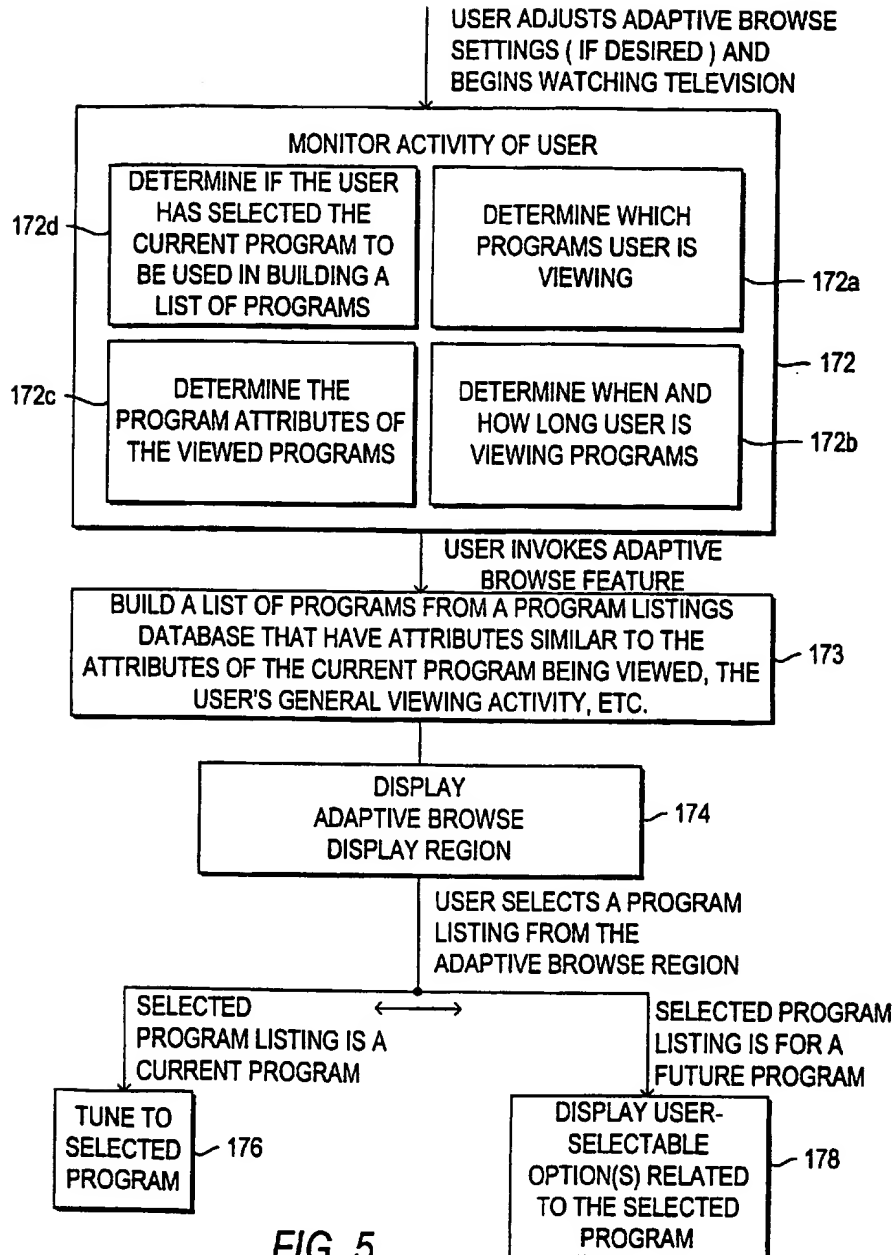 USER ADJUSTS ADAPTIVE BROWSE
SETTINGS ( IF DESIRED ) AND
BEGINS WATCHING TELEVISION
MONITOR ACTIVITY OF USER
172d
DETERMINE IF THE USER
HAS SELECTED THE
CURRENT PROGRAM TO
BE USED IN BUILDING A
LIST OF PROGRAMS
DETERMINE WHICH
PROGRAMS USER IS
VIEWING
172a
172
172c
DETERMINE THE
PROGRAM ATTRIBUTES OF
THE VIEWED PROGRAMS
DETERMINE WHEN AND
HOW LONG USER IS
VIEWING PROGRAMS
172b
USER INVOKES ADAPTIVE
BROWSE FEATURE
BUILD A LIST OF PROGRAMS FROM A PROGRAM LISTINGS
DATABASE THAT HAVE ATTRIBUTES SIMILAR TO THE
ATTRIBUTES OF THE CURRENT PROGRAM BEING VIEWED, THE
USER'S GENERAL VIEWING ACTIVITY, ETC.
173
DISPLAY
ADAPTIVE BROWSE
DISPLAY REGION
174
USER SELECTS A PROGRAM
LISTING FROM THE
ADAPTIVE BROWSE REGION
SELECTED
PROGRAM LISTING IS A
CURRENT PROGRAM
SELECTED PROGRAM
LISTING IS FOR A
FUTURE PROGRAM
TUNE TO
SELECTED
PROGRAM
176
DISPLAY USER-
SELECTABLE
OPTION(S) RELATED
TO THE SELECTED
PROGRAM
178
FIG. 5